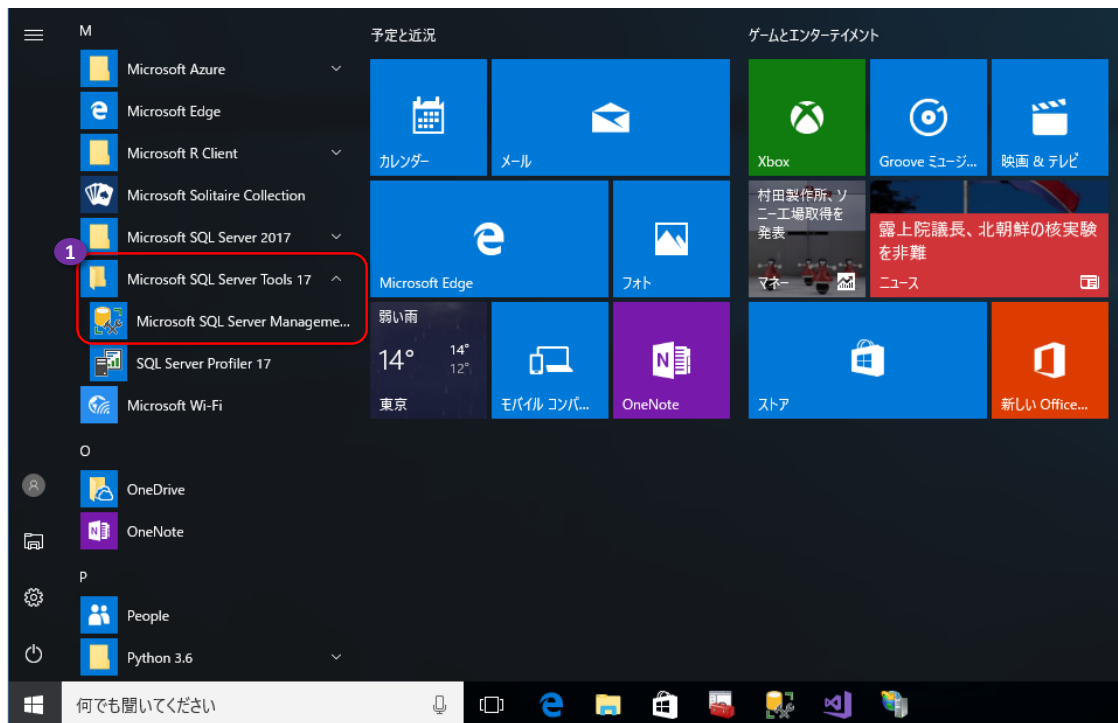 M
Microsoft Azure
Microsoft Edge
Microsoft R Client
Microsoft Solitaire Collection
Microsoft SQL Server 2017
1
Microsoft SQL Server Tools 17
Microsoft SQL Server Manageme...
SQL Server Profiler 17
Microsoft Wi-Fi
O
OneDrive
OneNote
P
People
Python 3.6
予定と近況
カレンダー
メール
Microsoft Edge
フォト
弱い雨
14°
14°
12°
東京
モバイル コンパ...
OneNote
ゲームとエンターテイメント
Xbox
Groove ミュージ...
映画 & テレビ
村田製作所、ソ
ニー工場取得を
発表
マネー
露上院議長、北朝鮮の核実験
を非難
ニュース
ストア
新しい Office...
何でも聞いてください